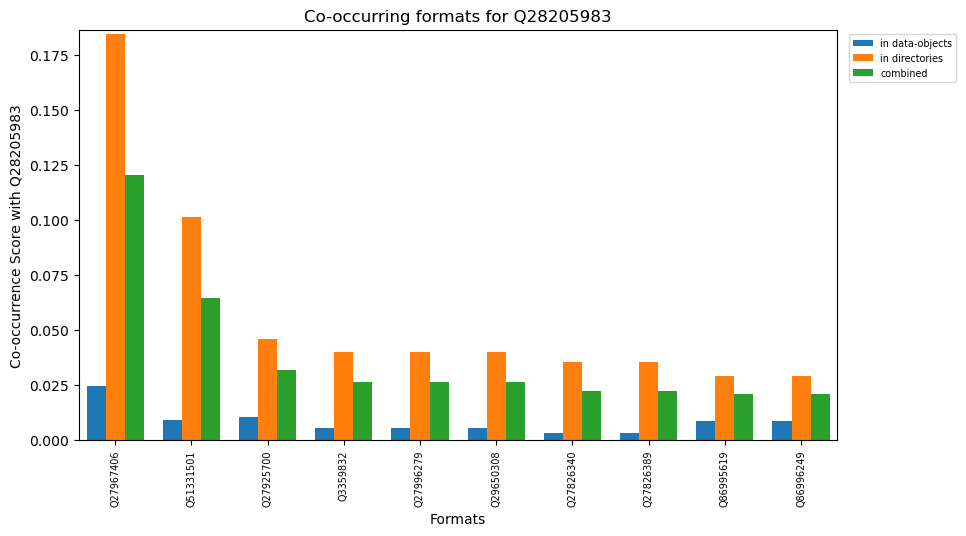 Co-occurring formats for Q28205983
in data-objects
in directories
combined
Co-occurrence Score with Q28205983
0.175
0.150
0.125
0.100
0.075
0.050
0.025
0.000
Q27967406
Q51331501
Q27925700
Q3359832
Q27996279
Q29650308
Q27826340
Q27826389
Q86995619
Q86996249
Formats